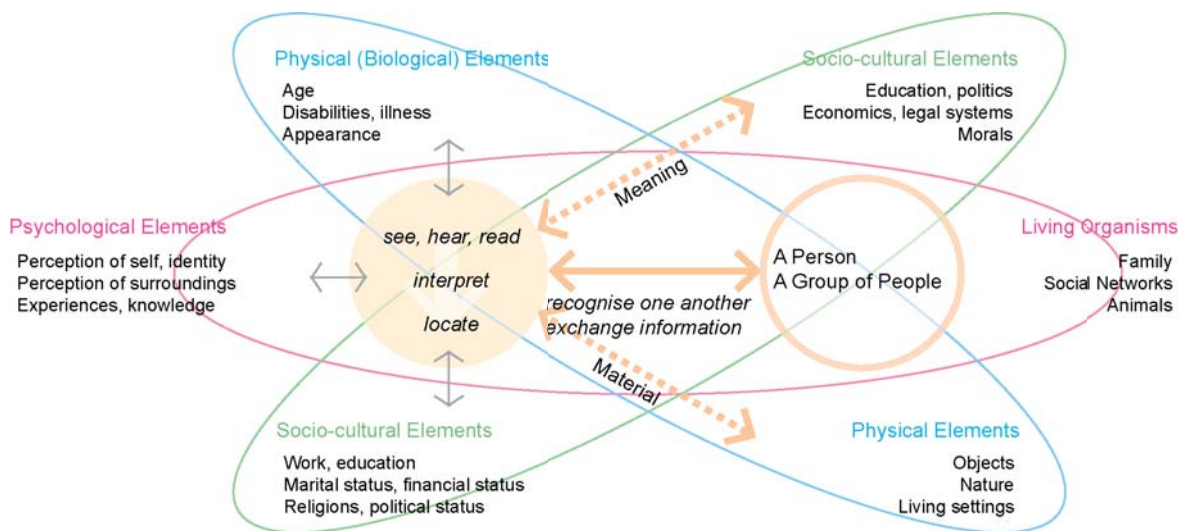 Physical (Biological) Elements
Age
Disabilities, illness
Appearance
Socio-cultural Elements
Education, politics
Economics, legal systems
Morals
Meaning
Psychological Elements
Perception of self, identity
Perception of surroundings
Experiences, knowledge
see, hear, read
interpret
locate
recognise one another
exchange information
A Person
A Group of People
Living Organisms
Family
Social Networks
Animals
Material
Socio-cultural Elements
Work, education
Marital status, financial status
Religions, political status
Physical Elements
Objects
Nature
Living settings